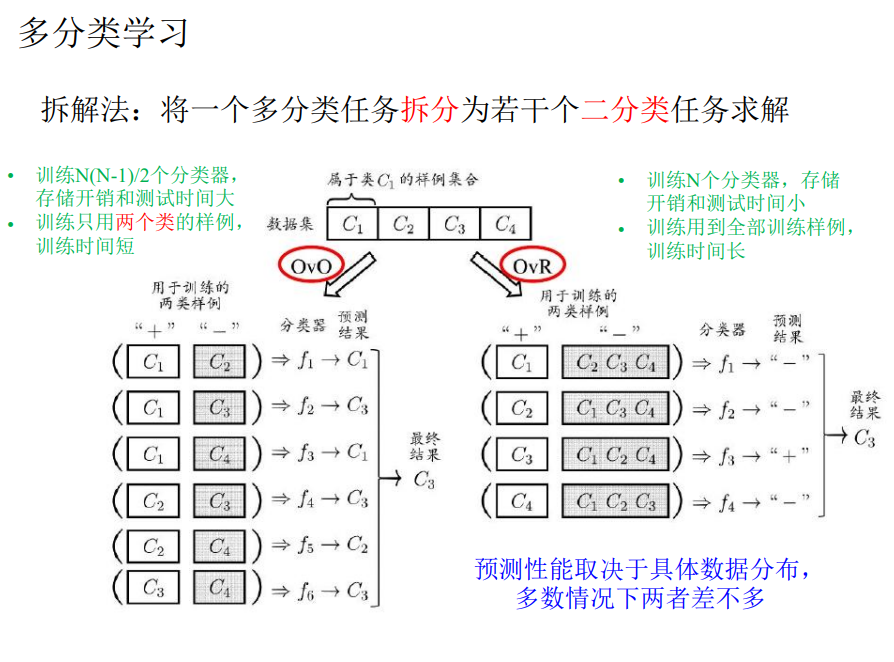 多分类学习
拆解法：将一个多分类任务拆分为若干个二分类任务求解
• 训练N(N-1)/2个分类器，
存储开销和测试时间大
• 训练只用两个类的样例，
训练时间短
属于类C₁的样例集合
数据集 C₁ C₂ C₃ C₄
OvO
OvR
• 训练N个分类器，存储
开销和测试时间小
• 训练用到全部训练样例，
训练时间长
用于训练的
两类样例
“+” “−” 分类器 预测
结果
( C₁ C₂ ) ⇒ f₁ → C₁
( C₁ C₃ ) ⇒ f₂ → C₃
( C₁ C₄ ) ⇒ f₃ → C₁
( C₂ C₃ ) ⇒ f₄ → C₃
( C₂ C₄ ) ⇒ f₅ → C₂
( C₃ C₄ ) ⇒ f₆ → C₃
最终
结果
C₃
用于训练的
两类样例
“+” “−” 分类器 预测
结果
( C₁ C₂ C₃ C₄ ) ⇒ f₁ → “−”
( C₂ C₁ C₃ C₄ ) ⇒ f₂ → “−”
( C₃ C₁ C₂ C₄ ) ⇒ f₃ → “+”
( C₄ C₁ C₂ C₃ ) ⇒ f₄ → “−”
最终
结果
C₃
预测性能取决于具体数据分布，
多数情况下两者差不多